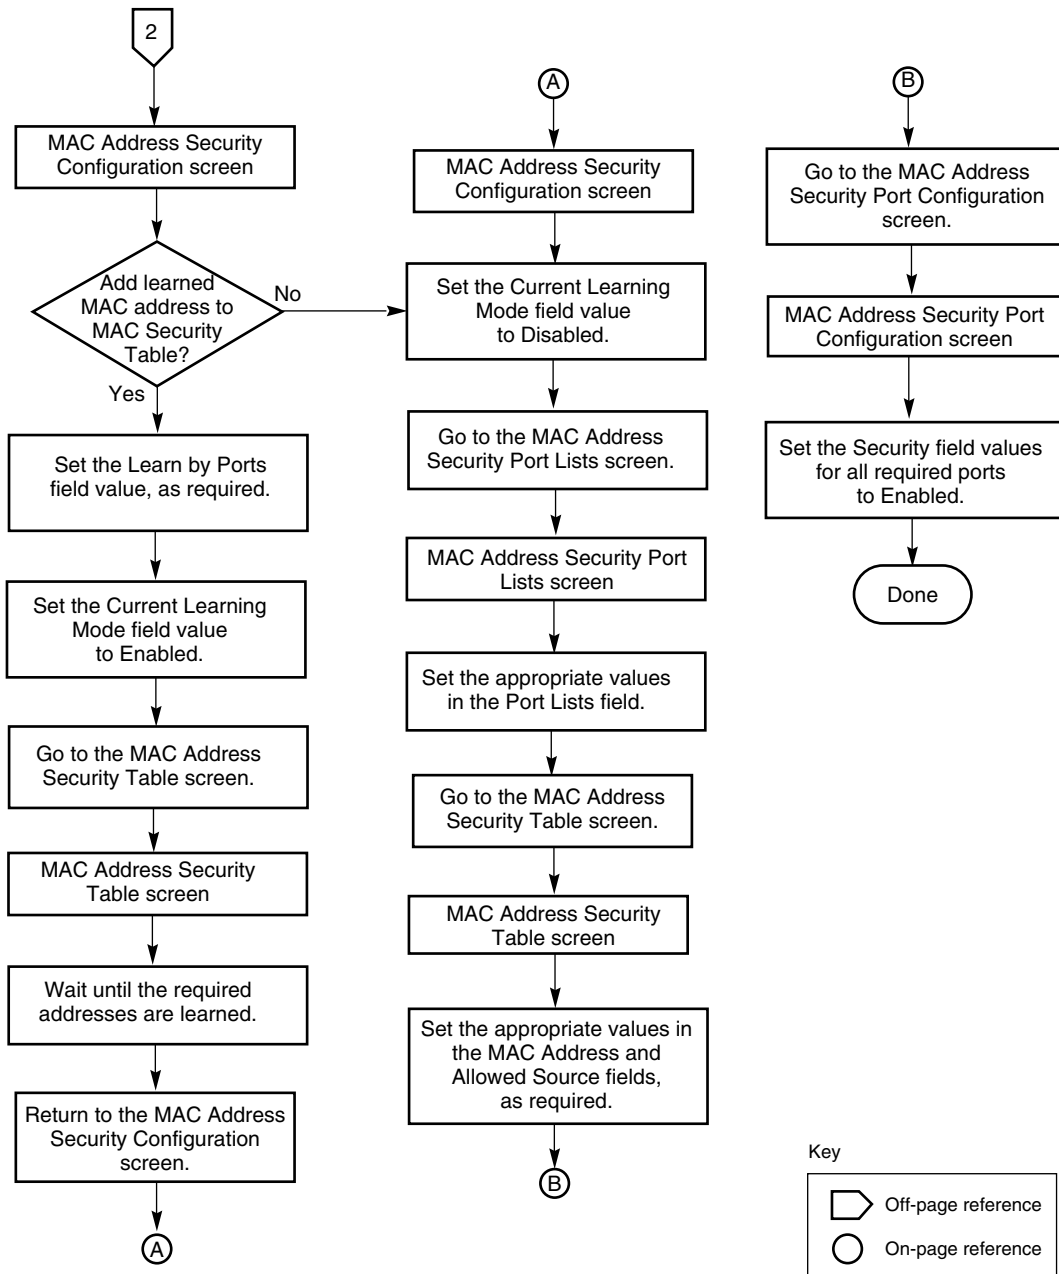 2
MAC Address Security
Configuration screen
Add learned
MAC address to
MAC Security
Table?
No
Yes
Set the Learn by Ports
field value, as required.
Set the Current Learning
Mode field value
to Enabled.
Go to the MAC Address
Security Table screen.
MAC Address Security
Table screen
Wait until the required
addresses are learned.
Return to the MAC Address
Security Configuration
screen.
A
A
MAC Address Security
Configuration screen
Set the Current Learning
Mode field value
to Disabled.
Go to the MAC Address
Security Port Lists screen.
MAC Address Security Port
Lists screen
Set the appropriate values
in the Port Lists field.
Go to the MAC Address
Security Table screen.
MAC Address Security
Table screen
Set the appropriate values in
the MAC Address and
Allowed Source fields,
as required.
B
B
Go to the MAC Address
Security Port Configuration
screen.
MAC Address Security Port
Configuration screen
Set the Security field values
for all required ports
to Enabled.
Done
Key
Off-page reference
On-page reference